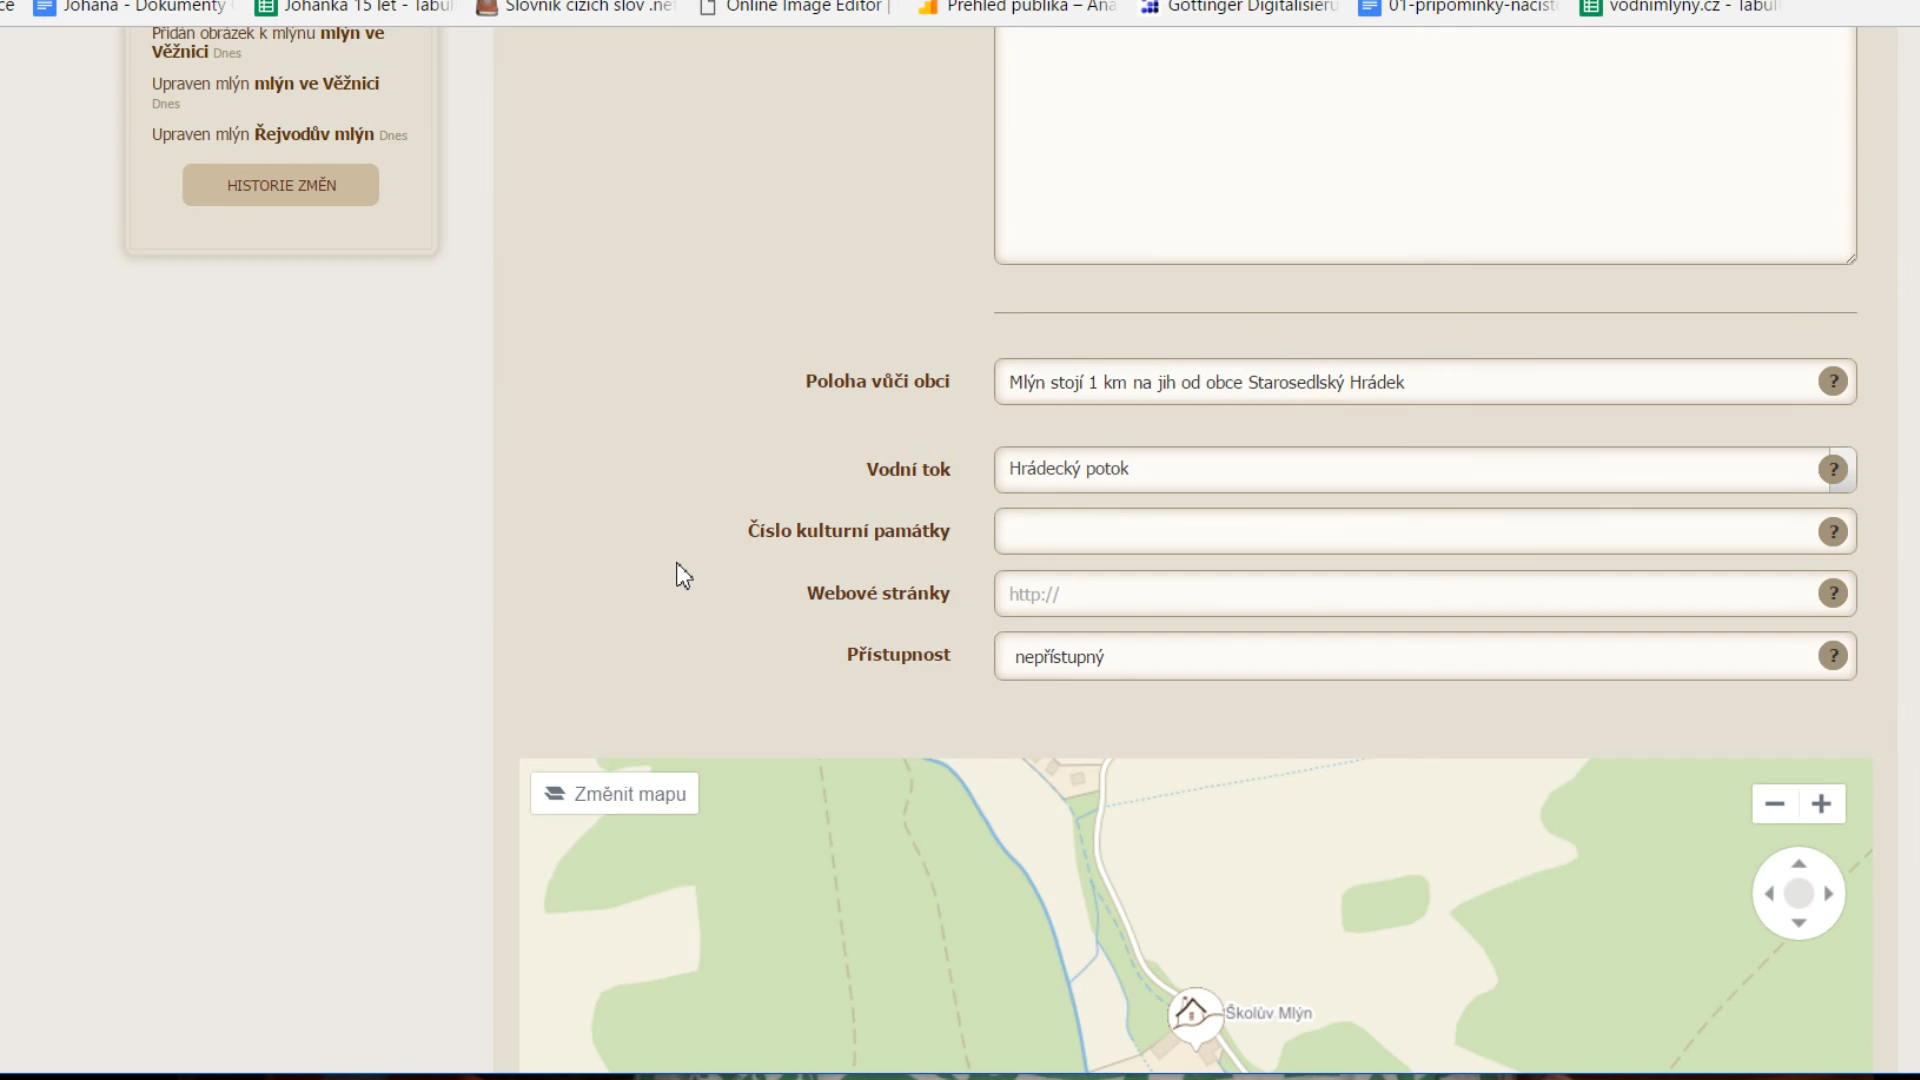 Johana - Dokumenty
Johanka 15 let - Tabul
Slovník cizích slov .net
Online Image Editor |
Přehled publika – Ana
Göttinger Digitalisieru
01-pripominky-nacist
vodnimlyny.cz - Tabul
Přidán obrázek k mlýnu mlýn ve
Věžnici Dnes
Upraven mlýn mlýn ve Věžnici
Dnes
Upraven mlýn Řejvodův mlýn Dnes
HISTORIE ZMĚN
Poloha vůči obci
Mlýn stojí 1 km na jih od obce Starosedlský Hrádek
?
Vodní tok
Hrádecký potok
?
Číslo kulturní památky
?
Webové stránky
http://
?
Přístupnost
nepřístupný
?
Změnit mapu
Školův Mlýn